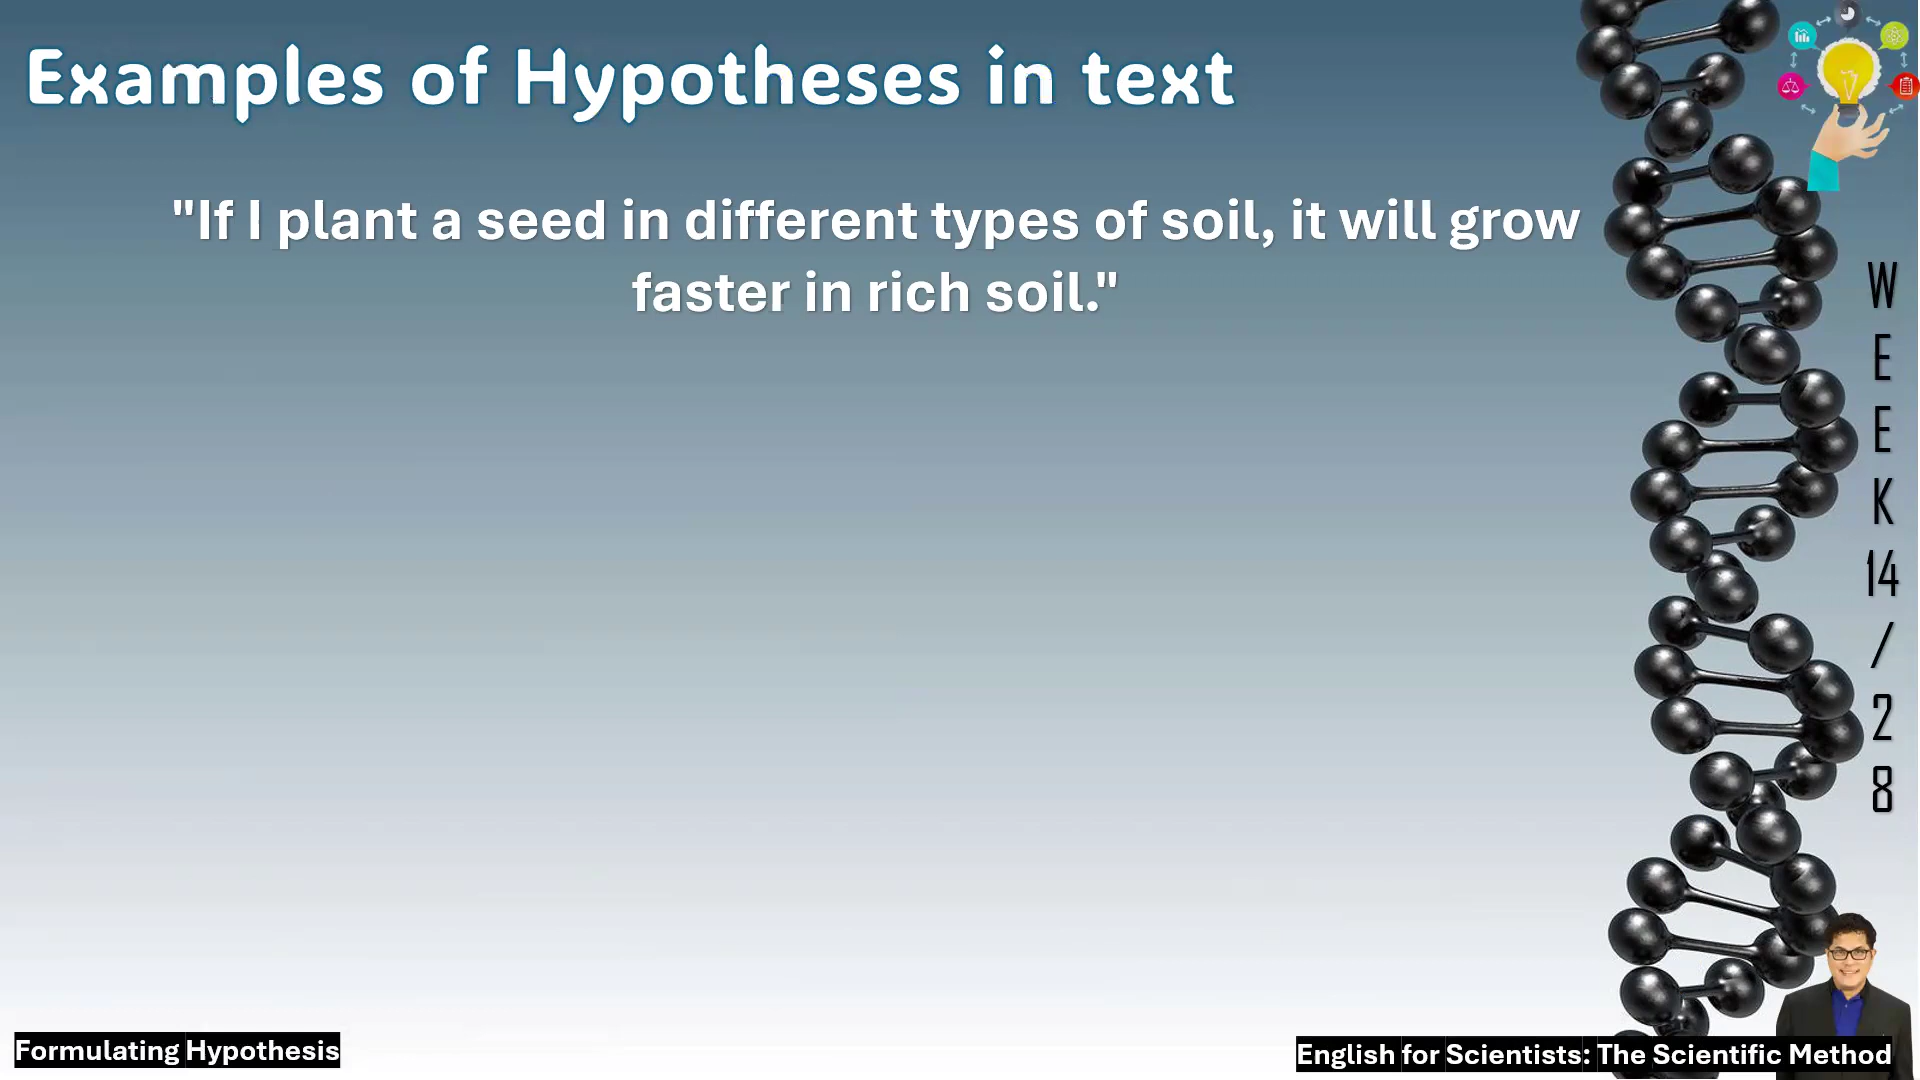 Examples of Hypotheses in text
"If I plant a seed in different types of soil, it will grow
faster in rich soil."
W
E
E
K
14
/
2
8
Formulating Hypothesis
English for Scientists: The Scientific Method